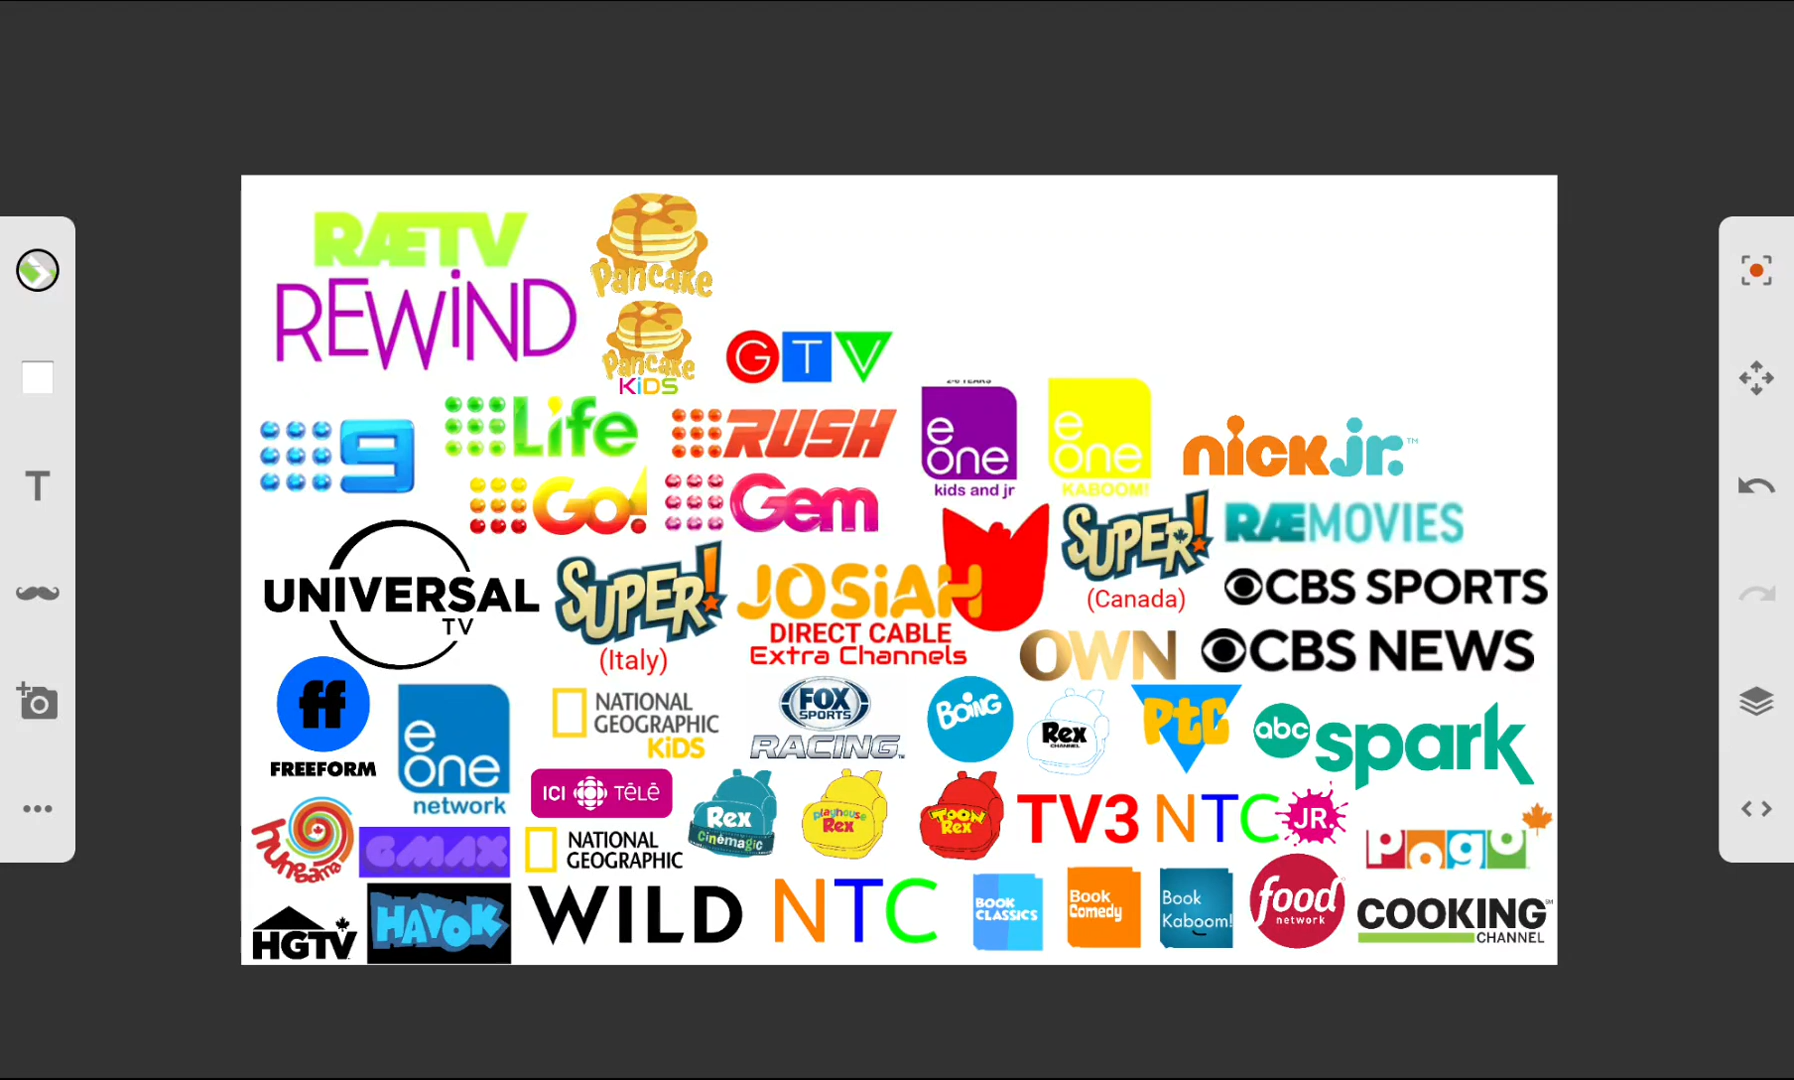 RÆTV
REWiND
Pancake
Pancake
KiDS
GTV
9
Life
RUSH
Go!
Gem
e
one
kids and jr
e
one
KABOOM!
nick jr.™
UNIVERSAL
TV
SUPER!
(Italy)
JOSiAH
DIRECT CABLE
Extra Channels
SUPER!
(Canada)
RÆMOVIES
CBS SPORTS
OWN
CBS NEWS
ff
FREEFORM
e
one
network
NATIONAL
GEOGRAPHIC
KiDS
FOX
SPORTS
RACING™
BOiNG
Rex
CHANNEL
PtC
abc spark
ICI TÉLÉ
Rex
Cinémagic
playhouse
Rex
TOON
Rex
TV3
NTC JR.
Pogo
GMAX
NATIONAL
GEOGRAPHIC
WILD
HGTV
HAVOK
NTC
BOOK
CLASSICS
Book
Comedy
Book
Kaboom!
food
network
COOKING
CHANNEL
T